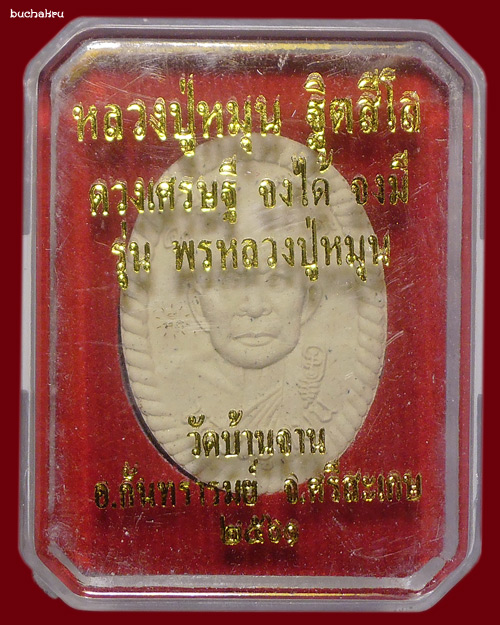 buchakru
หลวงปู่หมุน ฐิตสีโล
ดวงเศรษฐี จงได้ จงมี
รุ่น พรหลวงปู่หมุน
วัดบ้านจาน
อ.กันทรารมย์ จ.ศรีสะเกษ
๒๕๖๑